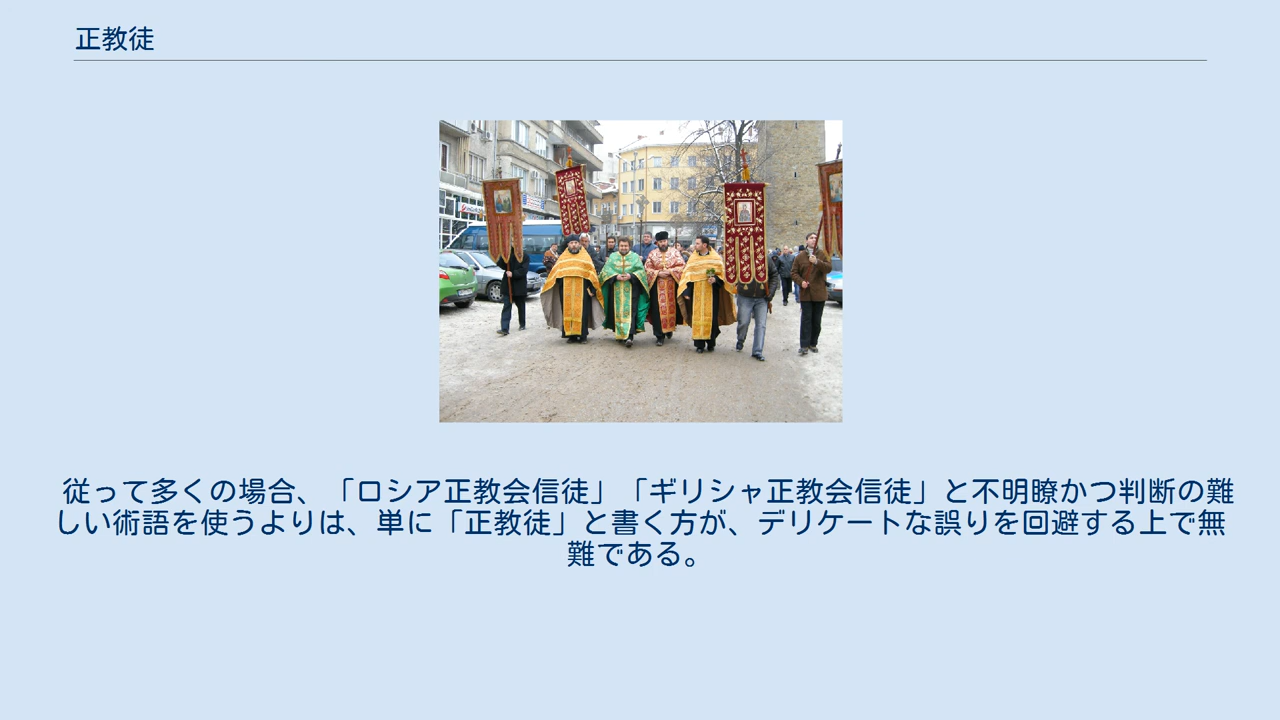 正教徒
従って多くの場合、「ロシア正教会信徒」「ギリシャ正教会信徒」と不明瞭かつ判断の難
しい術語を使うよりは、単に「正教徒」と書く方が、デリケートな誤りを回避する上で無
難である。